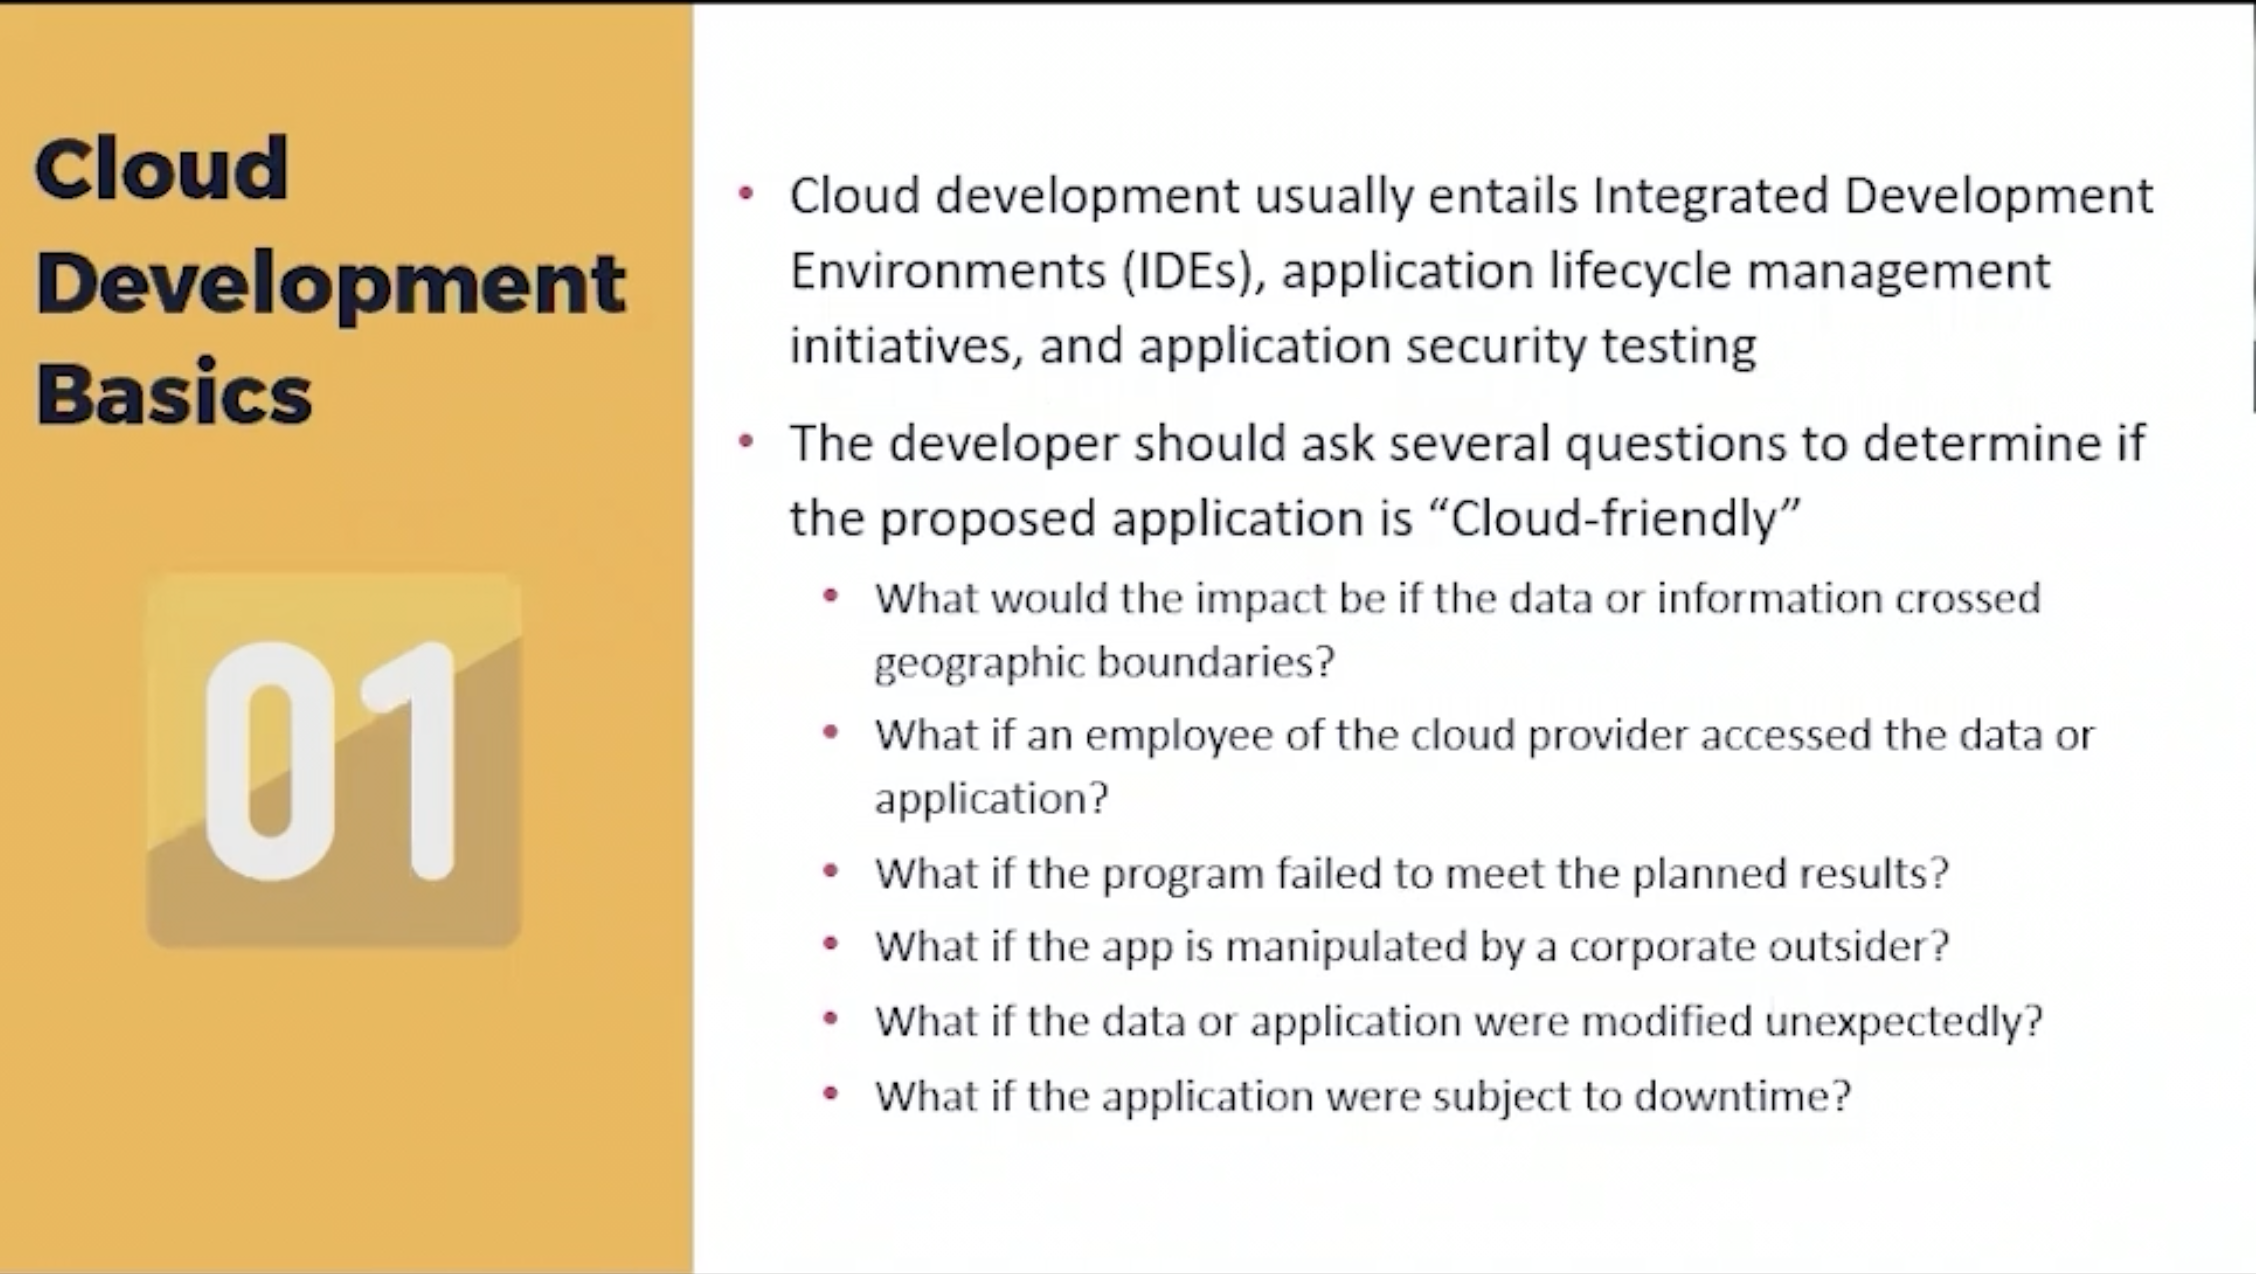 Cloud
Development
Basics
01
• Cloud development usually entails Integrated Development
Environments (IDEs), application lifecycle management
initiatives, and application security testing
• The developer should ask several questions to determine if
the proposed application is “Cloud-friendly”
• What would the impact be if the data or information crossed
geographic boundaries?
• What if an employee of the cloud provider accessed the data or
application?
• What if the program failed to meet the planned results?
• What if the app is manipulated by a corporate outsider?
• What if the data or application were modified unexpectedly?
• What if the application were subject to downtime?